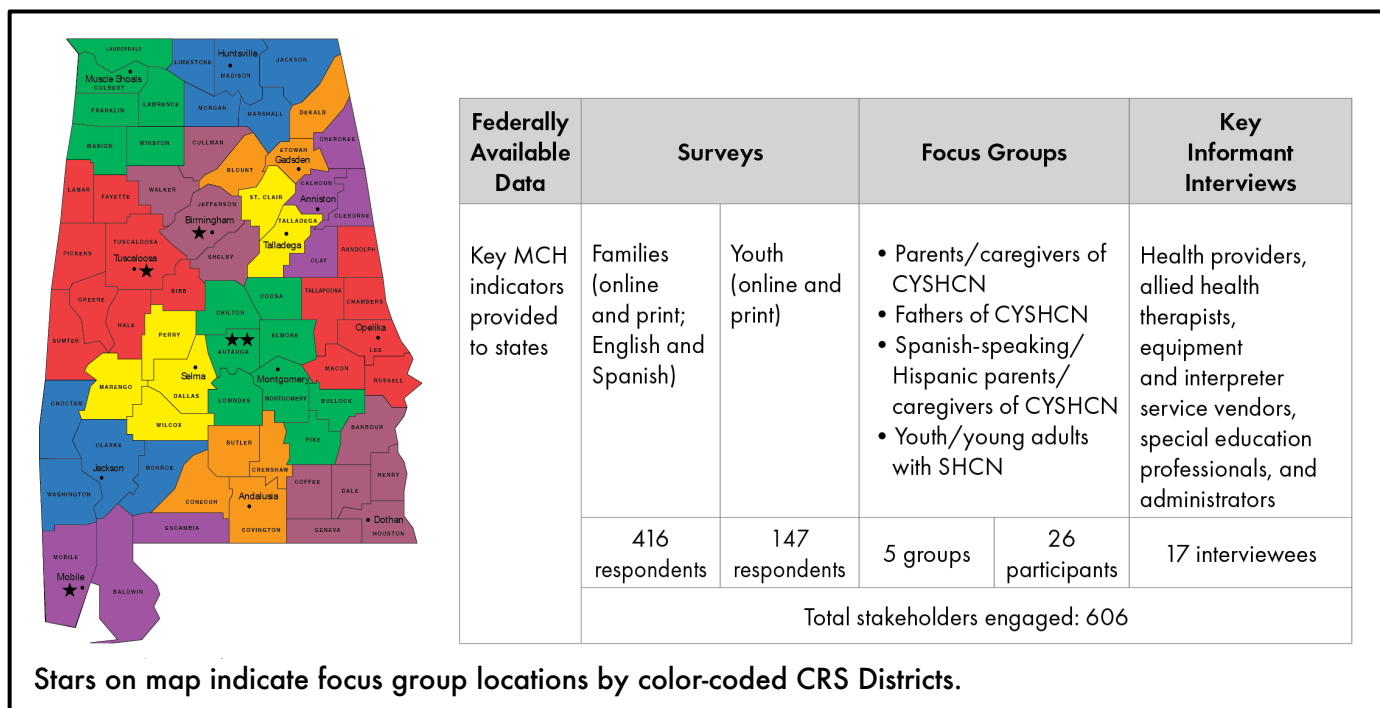 LAUDERDALE
Muscle Shoals
COLBERT
FRANKLIN
LAWRENCE
MARION
WINSTON
LIMESTONE
Huntsville
MADISON
JACKSON
MORGAN
MARSHALL
DEKALB
CULLMAN
ETOWAH
Gadsden
CHEROKEE
BLOUNT
LAMAR
FAYETTE
WALKER
JEFFERSON
Birmingham
ST. CLAIR
CALHOUN
Anniston
CLEBURNE
TALLADEGA
Talladega
PICKENS
TUSCALOOSA
Tuscaloosa
SHELBY
CLAY
RANDOLPH
GREENE
BIBB
HALE
SUMTER
COOSA
CHILTON
TALLAPOOSA
CHAMBERS
PERRY
AUTAUGA
ELMORE
Opelika
LEE
MARENGO
Selma
DALLAS
Montgomery
MONTGOMERY
MACON
RUSSELL
CHOCTAW
LOWNDES
BULLOCK
WILCOX
PIKE
BARBOUR
CLARKE
Jackson
MONROE
BUTLER
CRENSHAW
WASHINGTON
CONECUH
Andalusia
COVINGTON
COFFEE
DALE
HENRY
Dothan
HOUSTON
GENEVA
ESCAMBIA
MOBILE
Mobile
BALDWIN
Federally
Available
Data
Surveys
Focus Groups
Key
Informant
Interviews
Key MCH
indicators
provided
to states
Families
(online
and print;
English and
Spanish)
Youth
(online and
print)
• Parents/caregivers of
CYSHCN
• Fathers of CYSHCN
• Spanish-speaking/
Hispanic parents/
caregivers of CYSHCN
• Youth/young adults
with SHCN
Health providers,
allied health
therapists,
equipment
and interpreter
service vendors,
special education
professionals, and
administrators
416
respondents
147
respondents
5 groups
26
participants
17 interviewees
Total stakeholders engaged: 606
Stars on map indicate focus group locations by color-coded CRS Districts.